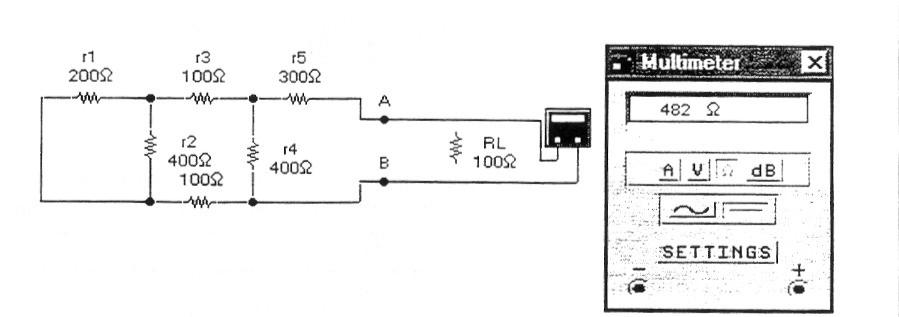 r1
200Ω
r3
100Ω
r5
300Ω
A
r2
400Ω
100Ω
r4
400Ω
B
RL
100Ω
Multimeter
482 Ω
A V Ω dB
SETTINGS
− +